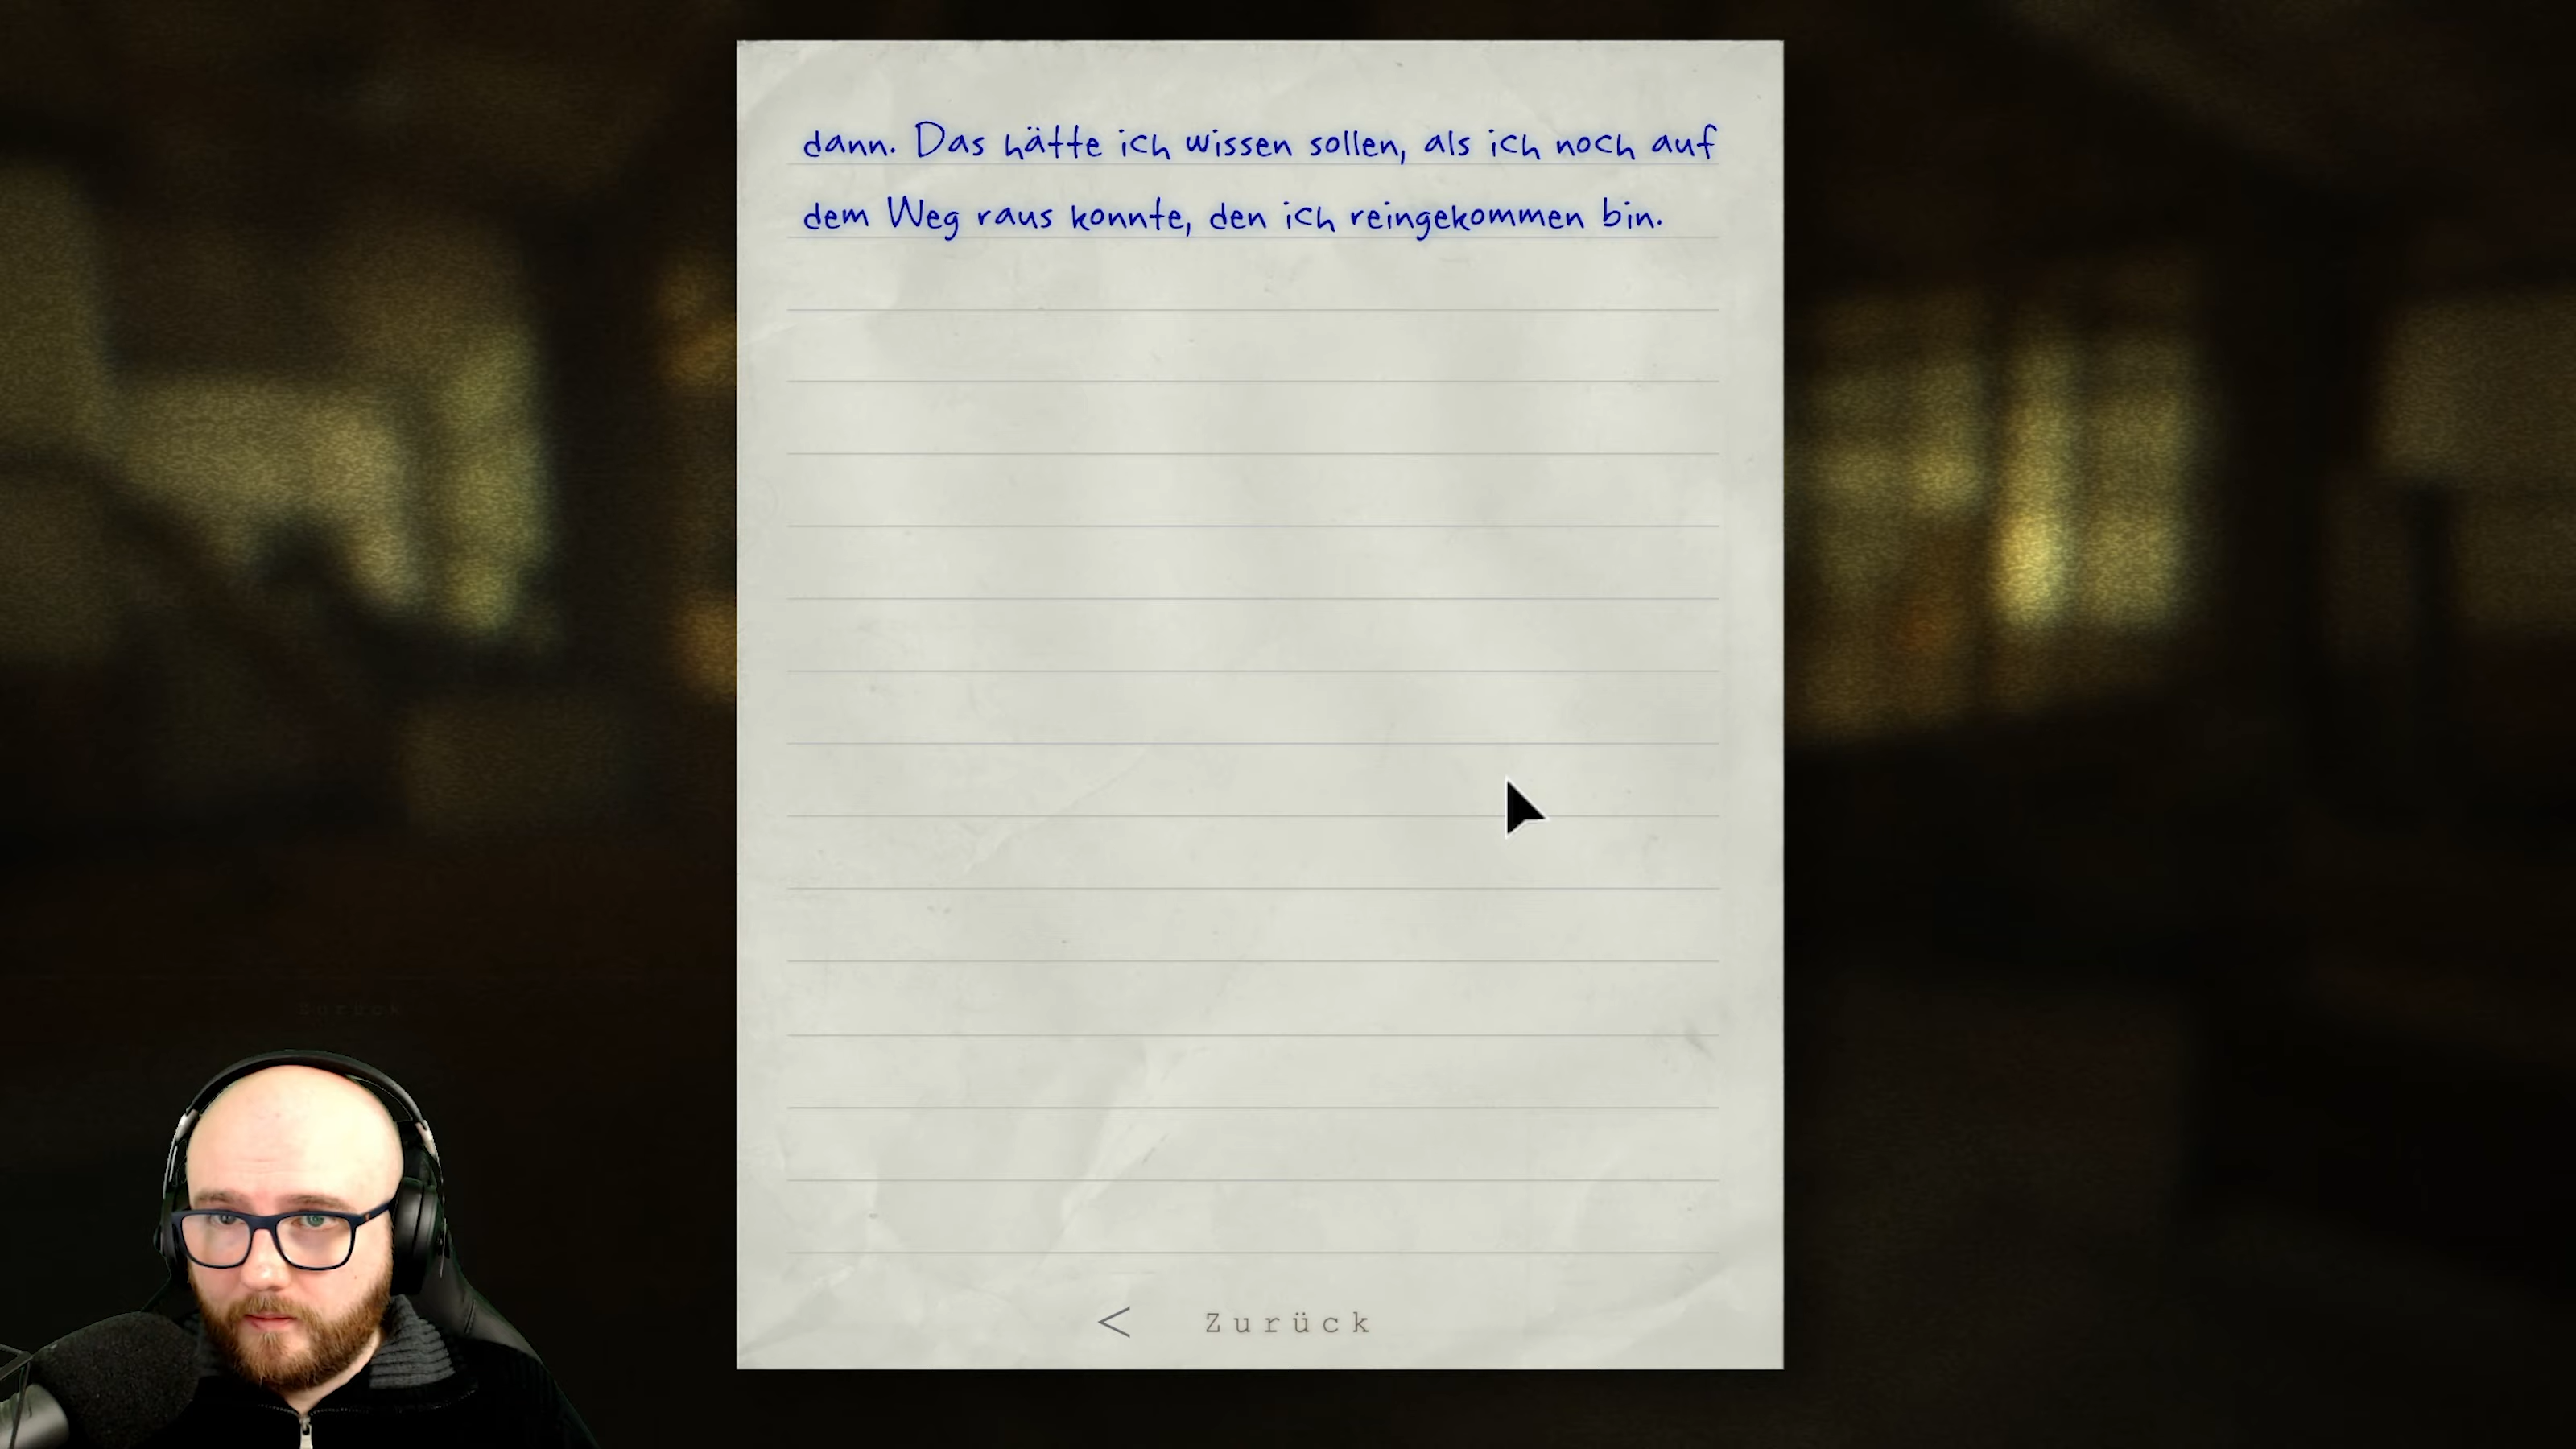 dann. Das hätte ich wissen sollen, als ich noch auf
dem Weg raus konnte, den ich reingekommen bin.
Zurück
< Zurück